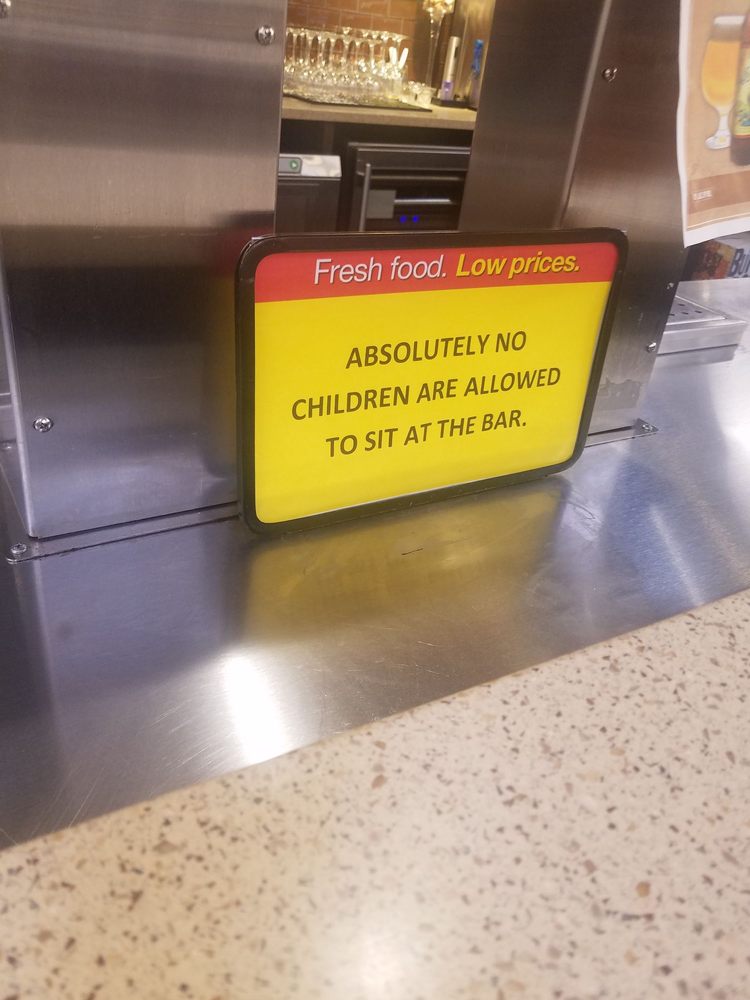 Fresh food. Low prices.
ABSOLUTELY NO
CHILDREN ARE ALLOWED
TO SIT AT THE BAR.